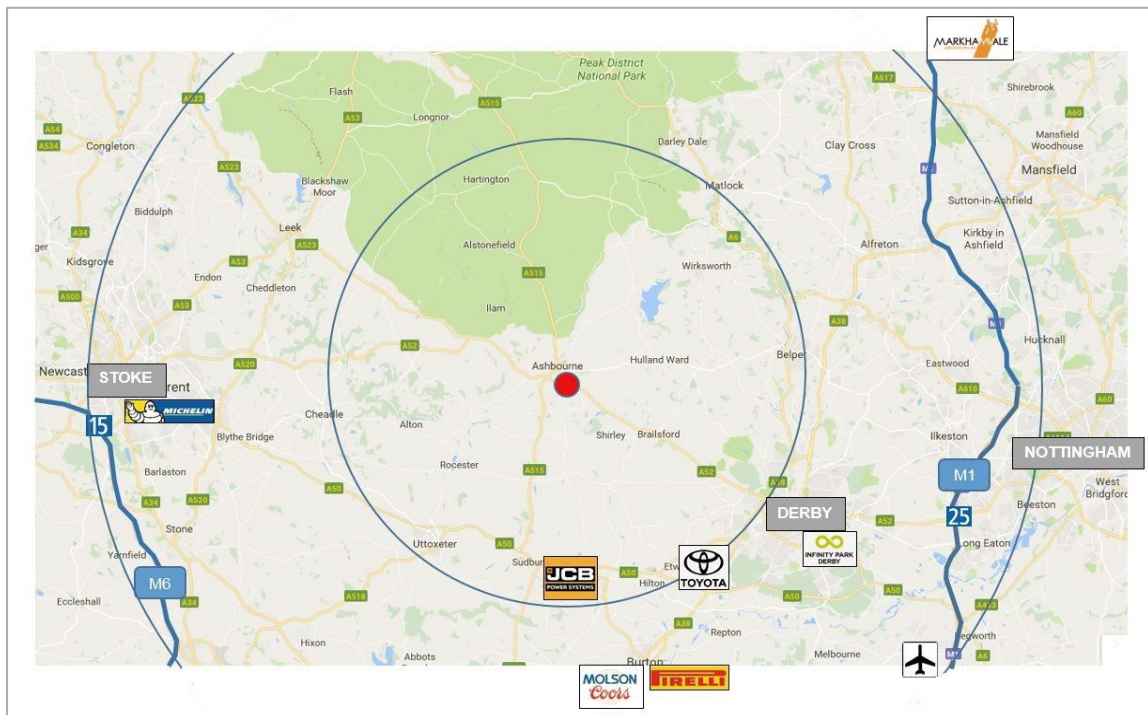 MARKHAMVALE
Peak District
National Park
A617
Shirebrook
Flash
A515
A523
A53
Longnor
A60
A54
A534
Congleton
Darley Dale
Clay Cross
Mansfield
Woodhouse
A523
Blackshaw
Moor
Hartington
Matlock
Mansfield
Biddulph
Sutton-in-Ashfield
A34
Leek
A523
Alstonefield
A6
Alfreton
Kirkby in
Ashfield
Kidsgrove
A53
A515
Wirksworth
Endon
Cheddleton
A500
A53
Ilam
A38
Hucknall
A52
A520
Ashbourne
Hulland Ward
Belper
Eastwood
Newcast
STOKE
rent
A610
A60
MICHELIN
Cheadle
Alton
15
Blythe Bridge
Shirley
Brailsford
Ilkeston
NOTTINGHAM
Barlaston
Rocester
A515
A52
M1
West
Bridgford
A50
A34
A520
Stone
DERBY
A52
25
Beeston
Yarnfield
Uttoxeter
A50
INFINITY PARK
DERBY
Long Eaton
M6
Sudbu
JCB
POWER SYSTEMS
A50
Hilton
Etw
TOYOTA
A50
A50
Eccleshall
A34
A518
A38
Repton
Hixon
Abbots
Burton
Melbourne
A6
MOLSON
Coors
PIRELLI